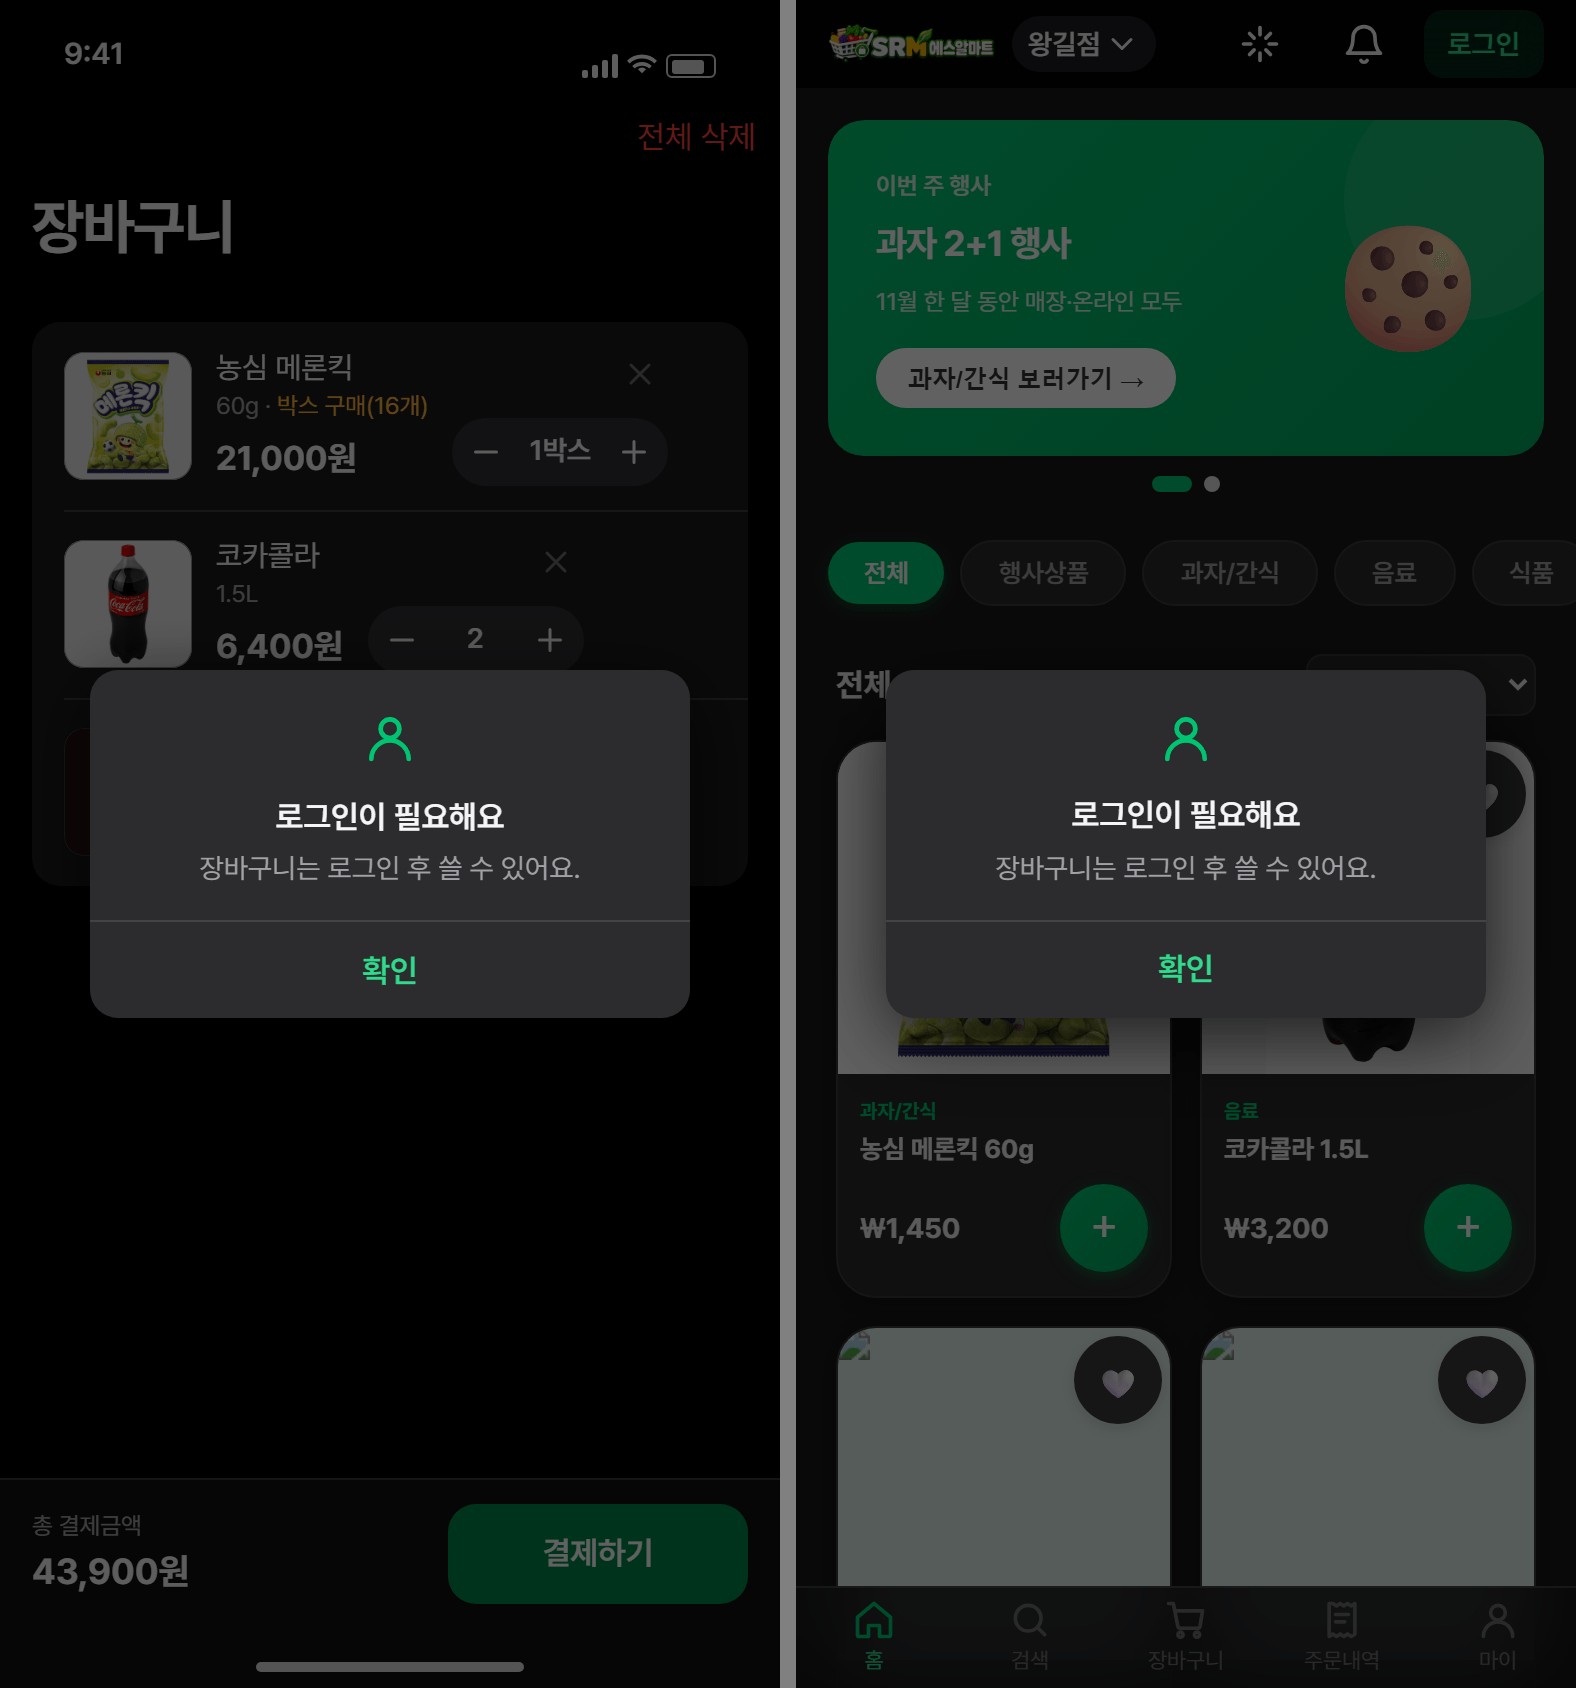 9:41
전체 삭제
장바구니
농심 메론킥
60g · 박스 구매(16개)
21,000원
1박스
메론킥
코카콜라
1.5L
6,400원
2
Coca-Cola
로그인이 필요해요
장바구니는 로그인 후 쓸 수 있어요.
확인
총 결제금액
43,900원
결제하기
SRM 에스알마트
왕길점
로그인
이번 주 행사
과자 2+1 행사
11월 한 달 동안 매장·온라인 모두
과자/간식 보러가기 →
전체
행사상품
과자/간식
음료
식품
전체
로그인이 필요해요
장바구니는 로그인 후 쓸 수 있어요.
확인
과자/간식
농심 메론킥 60g
₩1,450
+
음료
코카콜라 1.5L
₩3,200
+
홈
검색
장바구니
주문내역
마이